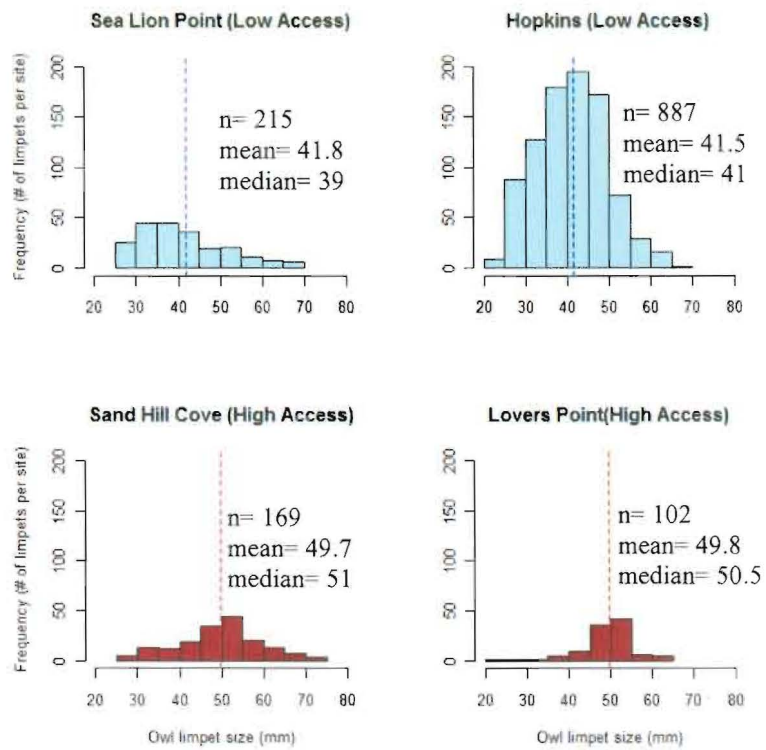 Sea Lion Point (Low Access)
Frequency (# of limpets per site)
200
150
100
50
0
n= 215
mean= 41.8
median= 39
20 30 40 50 60 70 80
Hopkins (Low Access)
200
150
100
50
0
n= 887
mean= 41.5
median= 41
20 30 40 50 60 70 80
Sand Hill Cove (High Access)
Frequency (# of limpets per site)
200
150
100
50
0
n= 169
mean= 49.7
median= 51
20 30 40 50 60 70 80
Owl limpet size (mm)
Lovers Point(High Access)
200
150
100
50
0
n= 102
mean= 49.8
median= 50.5
20 30 40 50 60 70 80
Owl limpet size (mm)